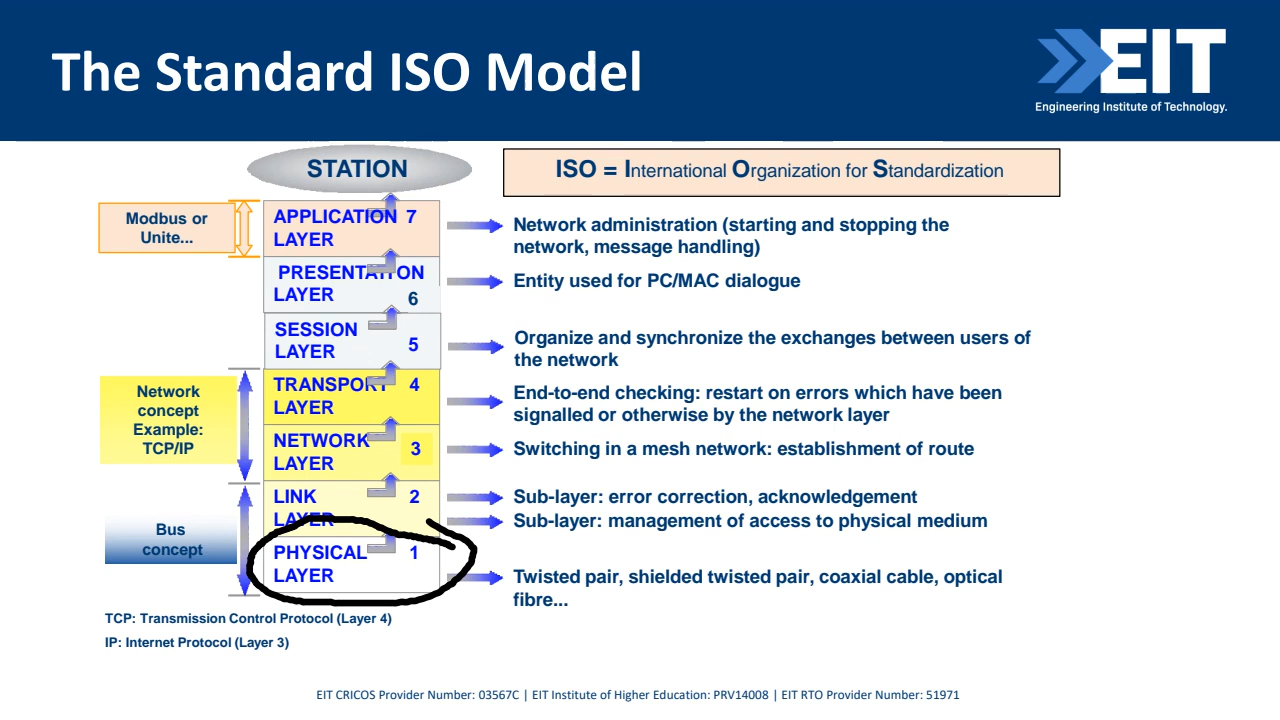 The Standard ISO Model
EIT
Engineering Institute of Technology.
STATION
ISO = International Organization for Standardization
Modbus or
Unite...
APPLICATION 7
LAYER
Network administration (starting and stopping the
network, message handling)
PRESENTATION
LAYER 6
Entity used for PC/MAC dialogue
SESSION
LAYER 5
Organize and synchronize the exchanges between users of
the network
Network
concept
Example:
TCP/IP
TRANSPORT 4
LAYER
End-to-end checking: restart on errors which have been
signalled or otherwise by the network layer
NETWORK 3
LAYER
Switching in a mesh network: establishment of route
Bus
concept
LINK 2
LAYER
Sub-layer: error correction, acknowledgement
Sub-layer: management of access to physical medium
PHYSICAL 1
LAYER
Twisted pair, shielded twisted pair, coaxial cable, optical
fibre...
TCP: Transmission Control Protocol (Layer 4)
IP: Internet Protocol (Layer 3)
EIT CRICOS Provider Number: 03567C | EIT Institute of Higher Education: PRV14008 | EIT RTO Provider Number: 51971